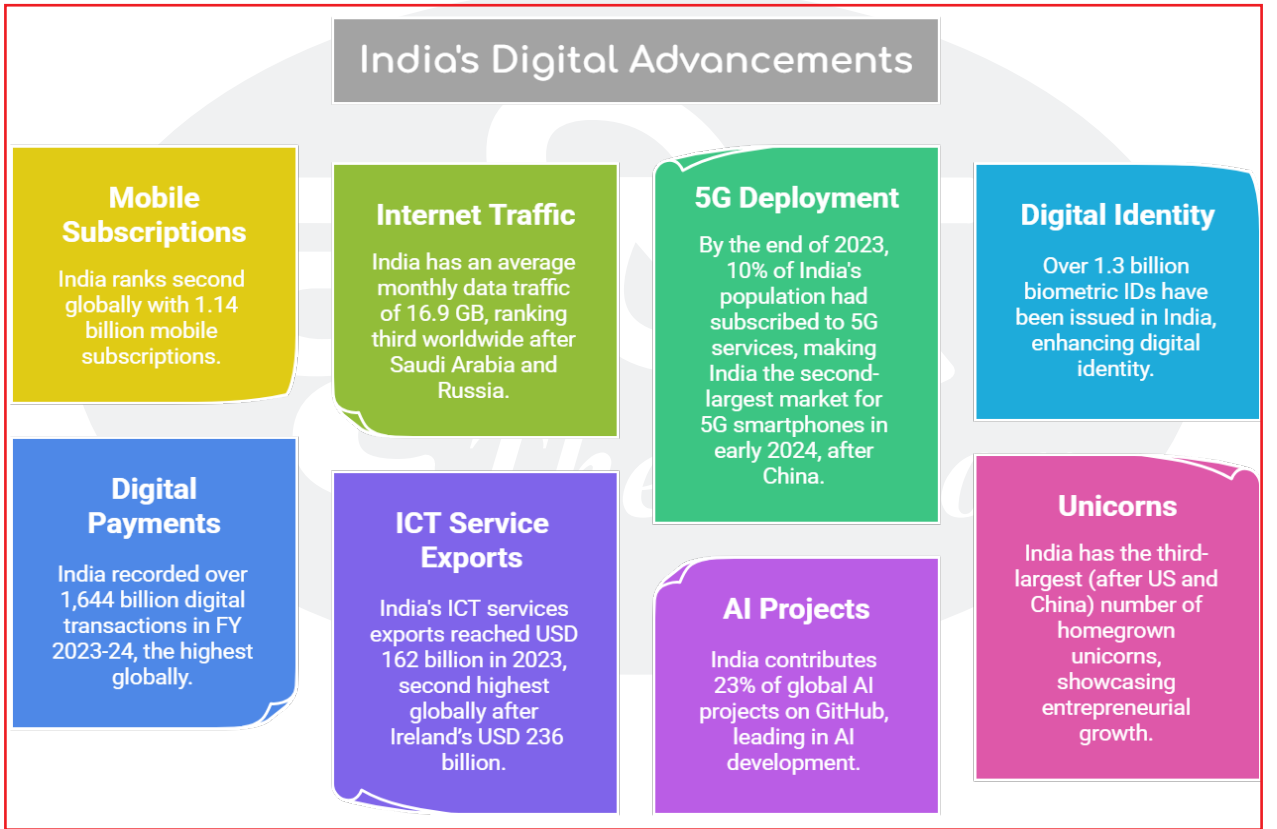 India's Digital Advancements
Mobile
Subscriptions
India ranks second
globally with 1.14
billion mobile
subscriptions.
Internet Traffic
India has an average
monthly data traffic
of 16.9 GB, ranking
third worldwide after
Saudi Arabia and
Russia.
5G Deployment
By the end of 2023,
10% of India's
population had
subscribed to 5G
services, making
India the second-
largest market for
5G smartphones in
early 2024, after
China.
Digital Identity
Over 1.3 billion
biometric IDs have
been issued in India,
enhancing digital
identity.
Digital
Payments
India recorded over
1,644 billion digital
transactions in FY
2023-24, the highest
globally.
ICT Service
Exports
India's ICT services
exports reached USD
162 billion in 2023,
second highest
globally after
Ireland’s USD 236
billion.
AI Projects
India contributes
23% of global AI
projects on GitHub,
leading in AI
development.
Unicorns
India has the third-
largest (after US and
China) number of
homegrown
unicorns,
showcasing
entrepreneurial
growth.